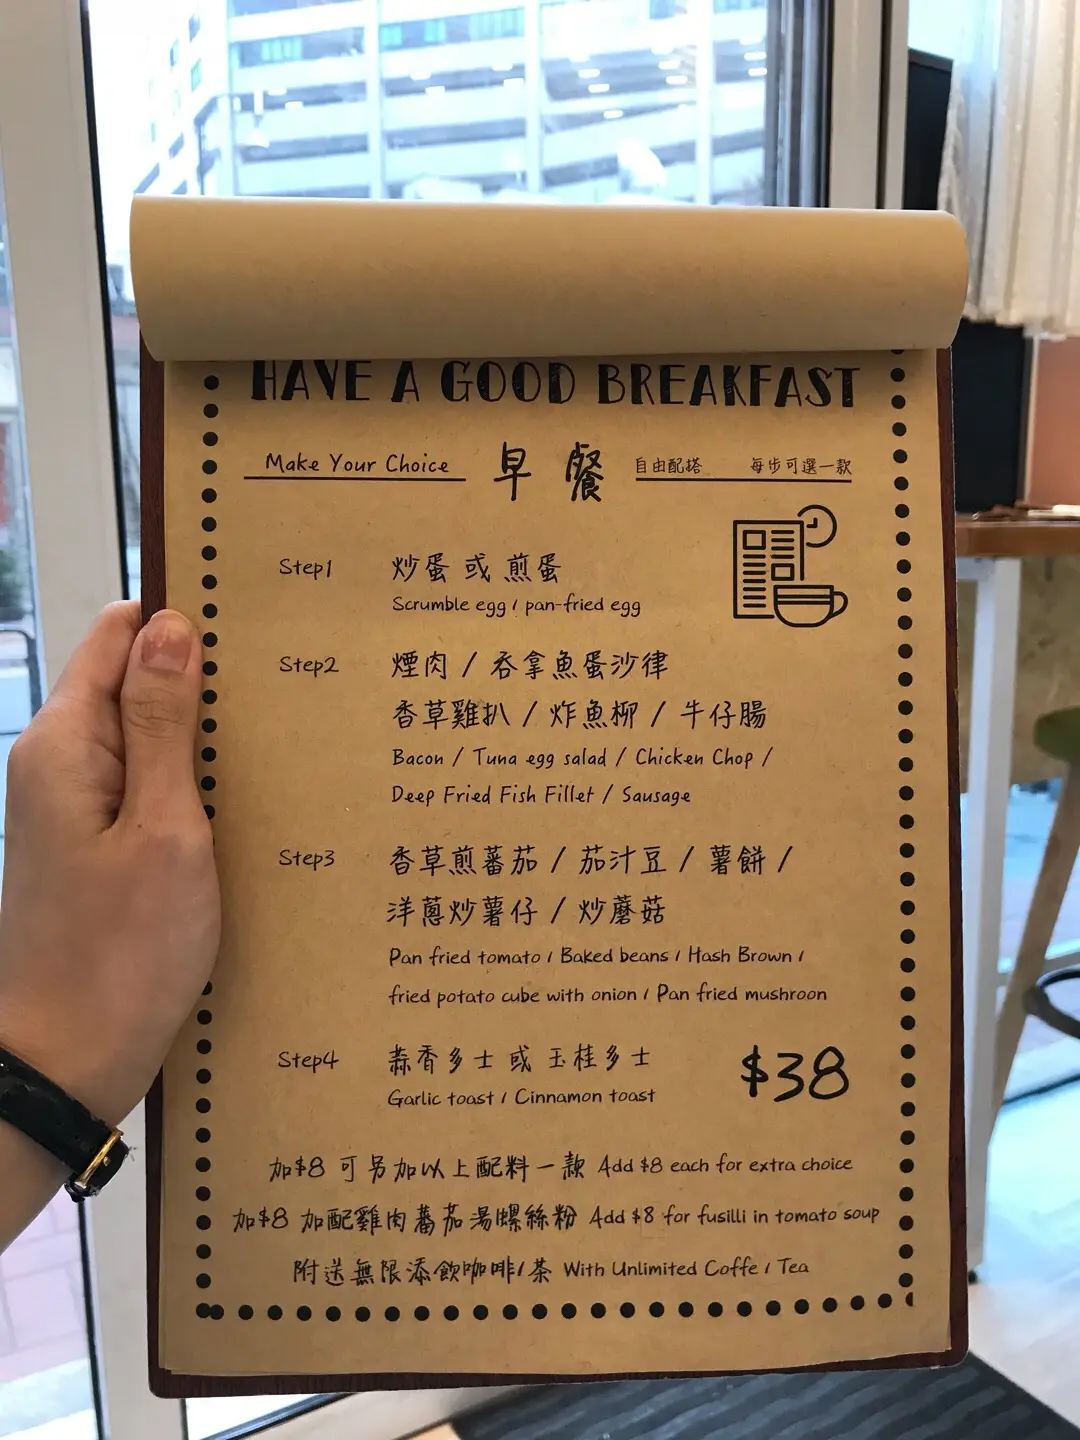 HAVE A GOOD BREAKFAST
Make Your Choice 早餐 自由配搭 每步可選一款
Step1 炒蛋 或 煎蛋
Scrumble egg / pan-fried egg
Step2 煙肉 / 吞拿魚蛋沙律
香草雞扒 / 炸魚柳 / 牛仔腸
Bacon / Tuna egg salad / Chicken Chop /
Deep Fried Fish Fillet / Sausage
Step3 香草煎蕃茄 / 茄汁豆 / 薯餅 /
洋蔥炒薯仔 / 炒蘑菇
Pan fried tomato / Baked beans / Hash Brown /
fried potato cube with onion / Pan fried mushroon
Step4 蒜香多士 或 玉桂多士
Garlic toast / Cinnamon toast
$38
加$8 可另加以上配料一款 Add $8 each for extra choice
加$8 加配雞肉蕃茄湯螺絲粉 Add $8 for fusilli in tomato soup
附送無限添飲咖啡/茶 With Unlimited Coffe / Tea